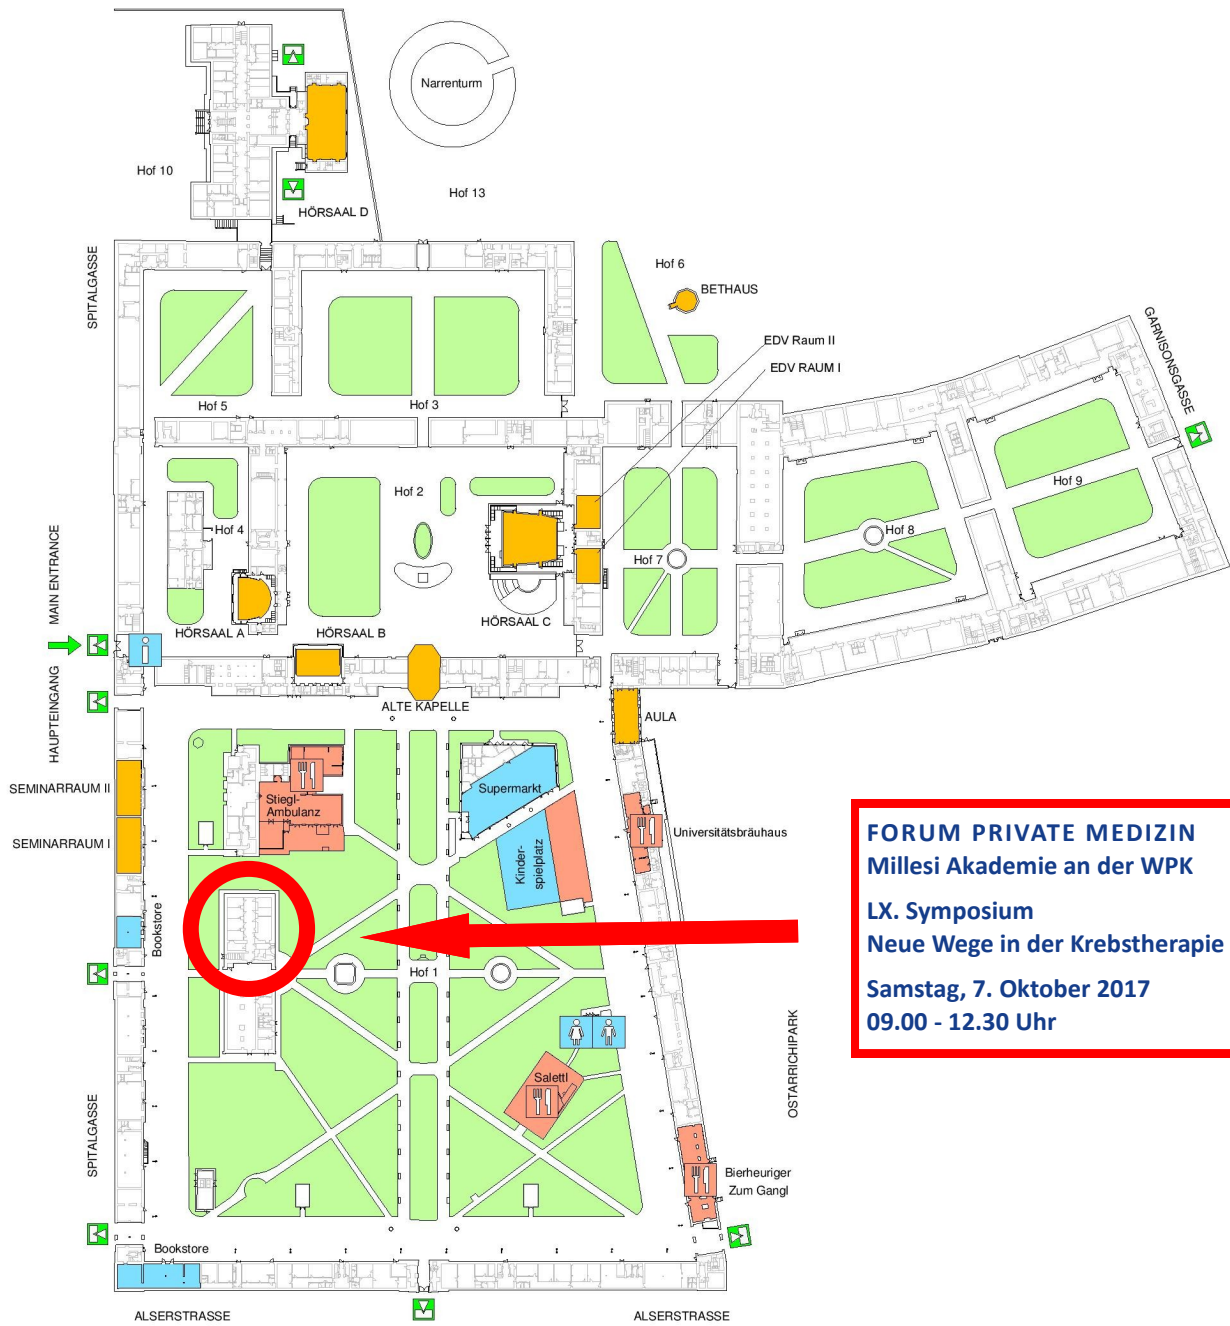 Narrenturm
Hof 10
Hof 13
HÖRSAAL D
SPITALGASSE
Hof 6
BETHAUS
GARNISONSGASSE
EDV Raum II
EDV RAUM I
Hof 5
Hof 3
Hof 2
Hof 4
Hof 9
Hof 8
Hof 7
MAIN ENTRANCE
HAUPTEINGANG
HÖRSAAL A
HÖRSAAL B
HÖRSAAL C
ALTE KAPELLE
AULA
SEMINARRAUM II
SEMINARRAUM I
Stiegl-
Ambulanz
Supermarkt
Kinder-
spielplatz
Universitätsbräuhaus
Bookstore
Hof 1
FORUM PRIVATE MEDIZIN
Millesi Akademie an der WPK
LX. Symposium
Neue Wege in der Krebstherapie
Samstag, 7. Oktober 2017
09.00 - 12.30 Uhr
OSTARRICHIPARK
Salettl
SPITALGASSE
Bierheuriger
Zum Gangl
Bookstore
ALSERSTRASSE
ALSERSTRASSE